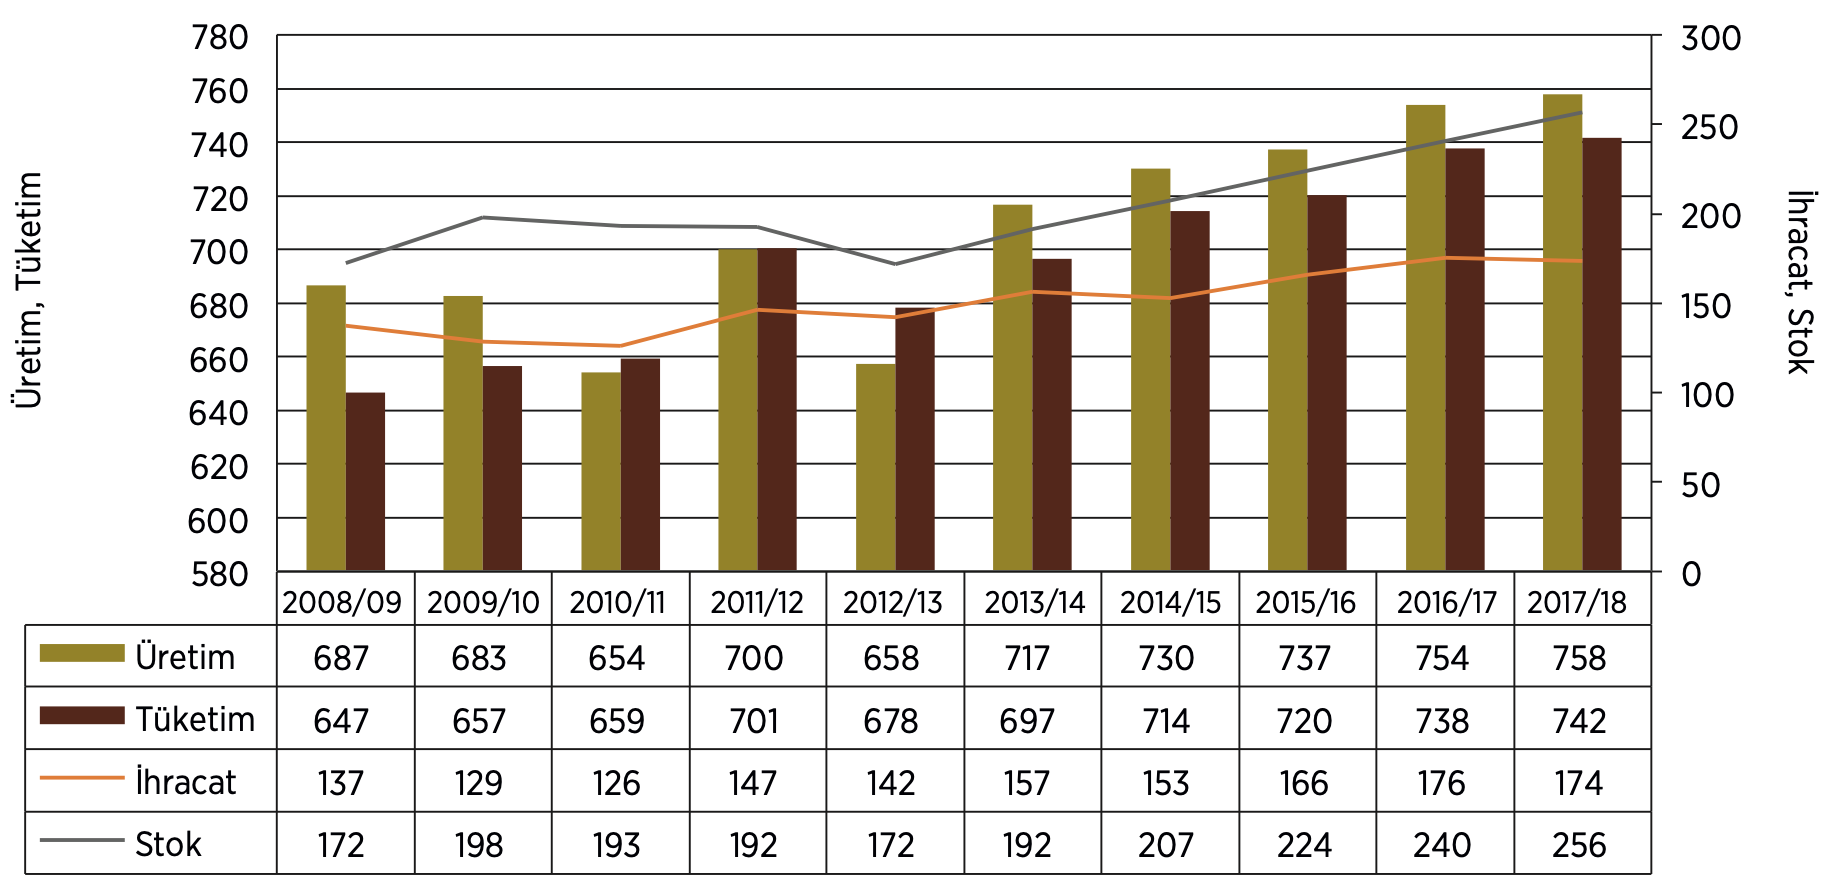 780
760
740
720
700
680
660
640
620
600
580
Üretim, Tüketim
300
250
200
150
100
50
0
İhracat, Stok
2008/09 2009/10 2010/11 2011/12 2012/13 2013/14 2014/15 2015/16 2016/17 2017/18
Üretim 687 683 654 700 658 717 730 737 754 758
Tüketim 647 657 659 701 678 697 714 720 738 742
İhracat 137 129 126 147 142 157 153 166 176 174
Stok 172 198 193 192 172 192 207 224 240 256